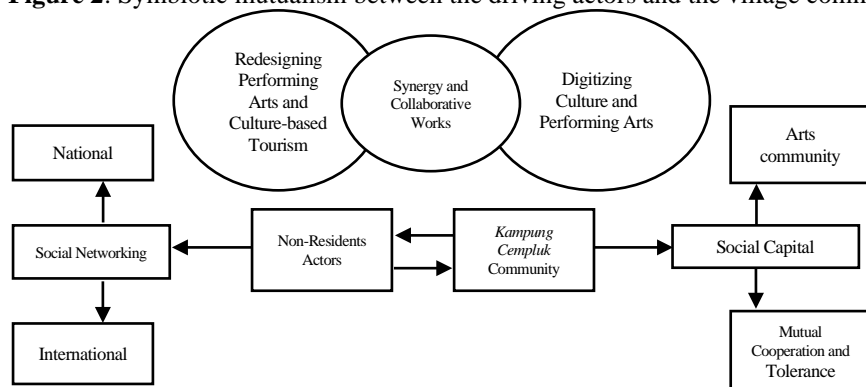 Figure 2. Symbiotic mutualism between the driving actors and the village
Redesigning
Performing
Arts and
Culture-based
Tourism
Synergy and
Collaborative
Works
Digitizing
Culture and
Performing Arts
National
Arts
community
Social Networking
Non-Residents
Actors
Kampung
Cempluk
Community
Social Capital
International
Mutual
Cooperation and
Tolerance